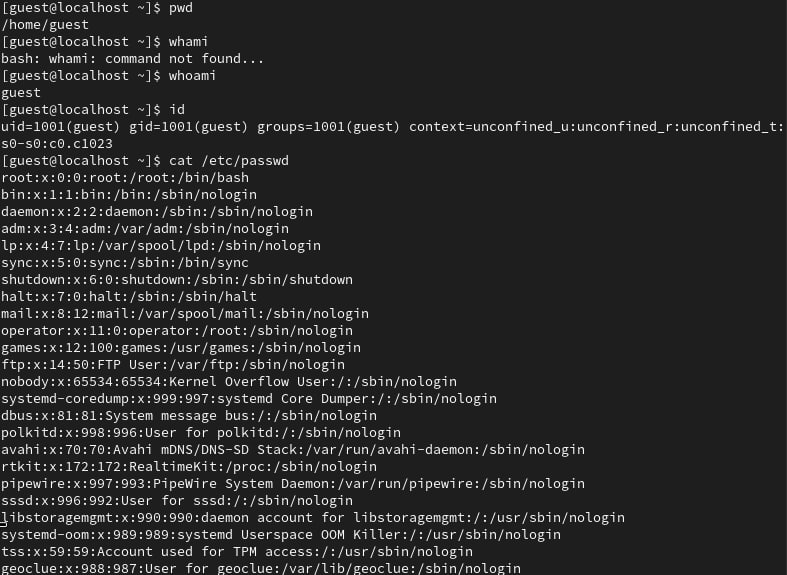 [guest@localhost ~]$ pwd
/home/guest
[guest@localhost ~]$ whami
bash: whami: command not found...
[guest@localhost ~]$ whoami
guest
[guest@localhost ~]$ id
uid=1001(guest) gid=1001(guest) groups=1001(guest) context=unconfined_u:unconfined_r:unconfined_t:
s0-s0:c0.c1023
[guest@localhost ~]$ cat /etc/passwd
root:x:0:0:root:/root:/bin/bash
bin:x:1:1:bin:/bin:/sbin/nologin
daemon:x:2:2:daemon:/sbin:/sbin/nologin
adm:x:3:4:adm:/var/adm:/sbin/nologin
lp:x:4:7:lp:/var/spool/lpd:/sbin/nologin
sync:x:5:0:sync:/sbin:/bin/sync
shutdown:x:6:0:shutdown:/sbin:/sbin/shutdown
halt:x:7:0:halt:/sbin:/sbin/halt
mail:x:8:12:mail:/var/spool/mail:/sbin/nologin
operator:x:11:0:operator:/root:/sbin/nologin
games:x:12:100:games:/usr/games:/sbin/nologin
ftp:x:14:50:FTP User:/var/ftp:/sbin/nologin
nobody:x:65534:65534:Kernel Overflow User:/:/sbin/nologin
systemd-coredump:x:999:997:systemd Core Dumper:/:/sbin/nologin
dbus:x:81:81:System message bus:/:/sbin/nologin
polkitd:x:998:996:User for polkitd:/:/sbin/nologin
avahi:x:70:70:Avahi mDNS/DNS-SD Stack:/var/run/avahi-daemon:/sbin/nologin
rtkit:x:172:172:RealtimeKit:/proc:/sbin/nologin
pipewire:x:997:993:PipeWire System Daemon:/var/run/pipewire:/sbin/nologin
sssd:x:996:992:User for sssd:/:/sbin/nologin
libstoragemgmt:x:990:990:daemon account for libstoragemgmt:/:/usr/sbin/nologin
systemd-oom:x:989:989:systemd Userspace OOM Killer:/:/usr/sbin/nologin
tss:x:59:59:Account used for TPM access:/:/usr/sbin/nologin
geoclue:x:988:987:User for geoclue:/var/lib/geoclue:/sbin/nologin